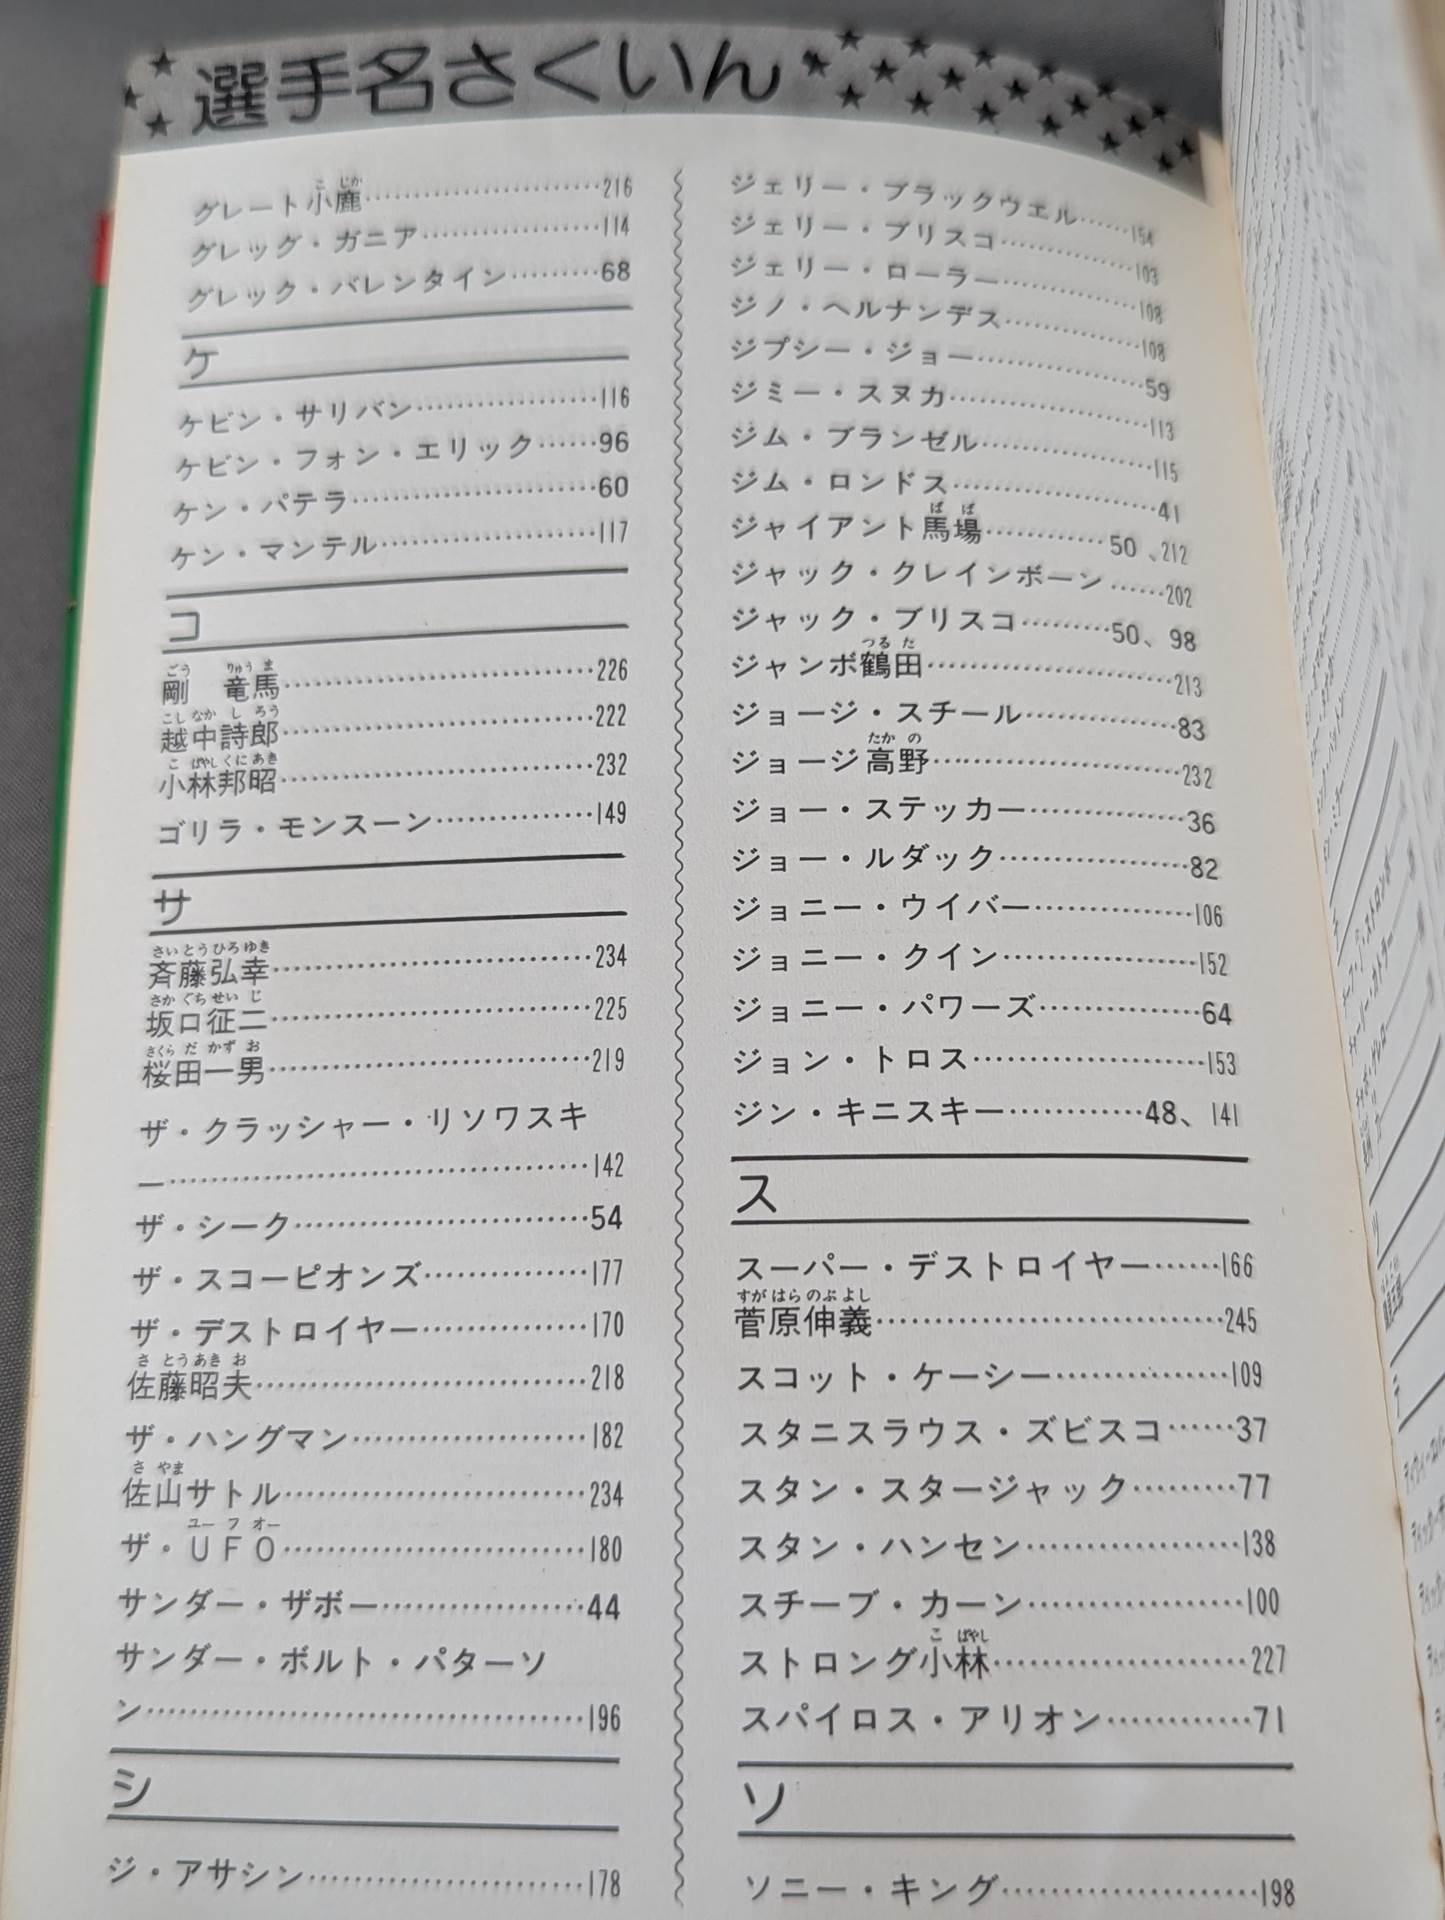 選手名さくいん
グレート小鹿……216
グレッグ・ガニア……114
グレック・バレンタイン……68
ケ
ケビン・サリバン……116
ケビン・フォン・エリック……96
ケン・パテラ……60
ケン・マンテル……117
コ
剛　竜馬……226
越中詩郎……222
小林邦昭……232
ゴリラ・モンスーン……149
サ
斉藤弘幸……234
坂口征二……225
桜田一男……219
ザ・クラッシャー・リソワスキ
ー……142
ザ・シーク……54
ザ・スコーピオンズ……177
ザ・デストロイヤー……170
佐藤昭夫……218
ザ・ハングマン……182
佐山サトル……234
ザ・UFO……180
サンダー・ザボー……44
サンダー・ボルト・パターソ
ン……196
シ
ジ・アサシン……178
ジェリー・ブラックウエル……154
ジェリー・ブリスコ……103
ジェリー・ローラー……108
ジノ・ヘルナンデス……108
ジプシー・ジョー……59
ジミー・スヌカ……113
ジム・ブランゼル……115
ジム・ロンドス……41
ジャイアント馬場……50、212
ジャック・クレインボーン……202
ジャック・ブリスコ……50、98
ジャンボ鶴田……213
ジョージ・スチール……83
ジョージ高野……232
ジョー・ステッカー……36
ジョー・ルダック……82
ジョニー・ウイバー……106
ジョニー・クイン……152
ジョニー・パワーズ……64
ジョン・トロス……153
ジン・キニスキー……48、141
ス
スーパー・デストロイヤー……166
菅原伸義……245
スコット・ケーシー……109
スタニスラウス・ズビスコ……37
スタン・スタージャック……77
スタン・ハンセン……138
スチーブ・カーン……100
ストロング小林……227
スパイロス・アリオン……71
ソ
ソニー・キング……198